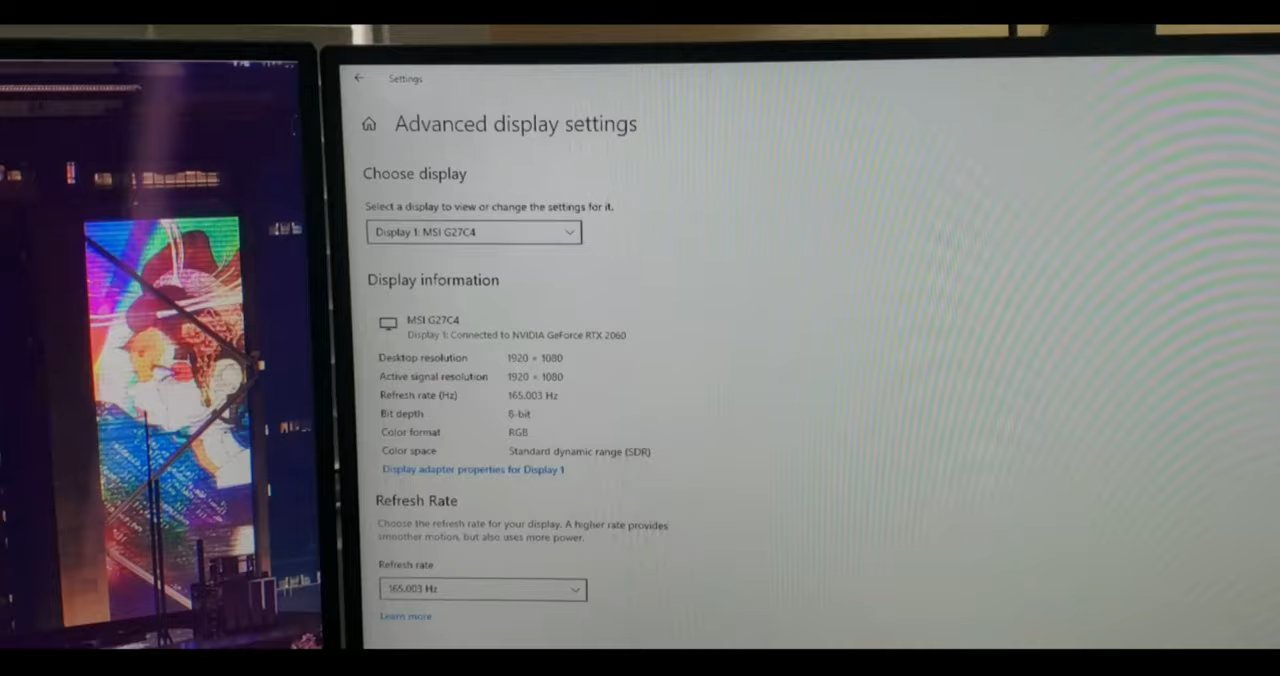 Settings
Advanced display settings
Choose display
Select a display to view or change the settings for it.
Display 1: MSI G27C4
Display information
MSI G27C4
Display 1: Connected to NVIDIA GeForce RTX 2060
Desktop resolution 1920 × 1080
Active signal resolution 1920 × 1080
Refresh rate (Hz) 165.003 Hz
Bit depth 8-bit
Color format RGB
Color space Standard dynamic range (SDR)
Display adapter properties for Display 1
Refresh Rate
Choose the refresh rate for your display. A higher rate provides
smoother motion, but also uses more power.
Refresh rate
165.003 Hz
Learn more